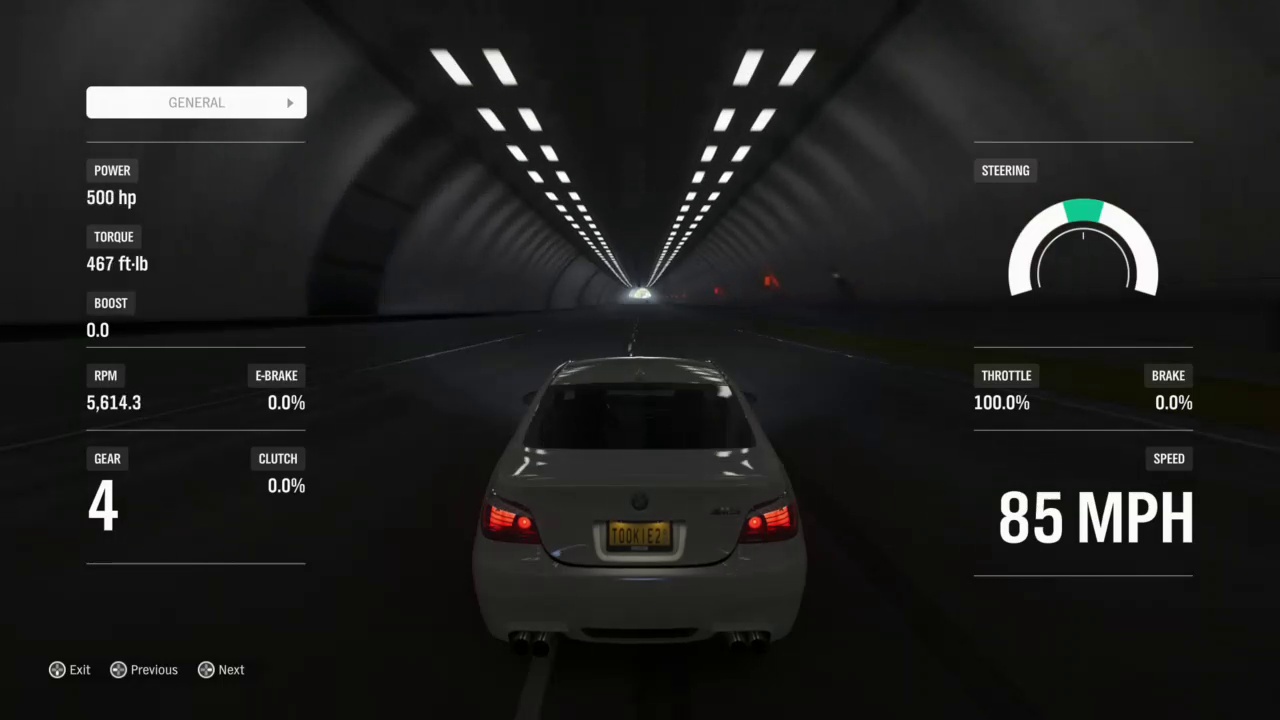 GENERAL
POWER
500 hp
TORQUE
467 ft·lb
BOOST
0.0
RPM
E-BRAKE
5,614.3
0.0%
GEAR
CLUTCH
4
0.0%
STEERING
THROTTLE
BRAKE
100.0%
0.0%
SPEED
85 MPH
TOOKIE2
Exit
Previous
Next